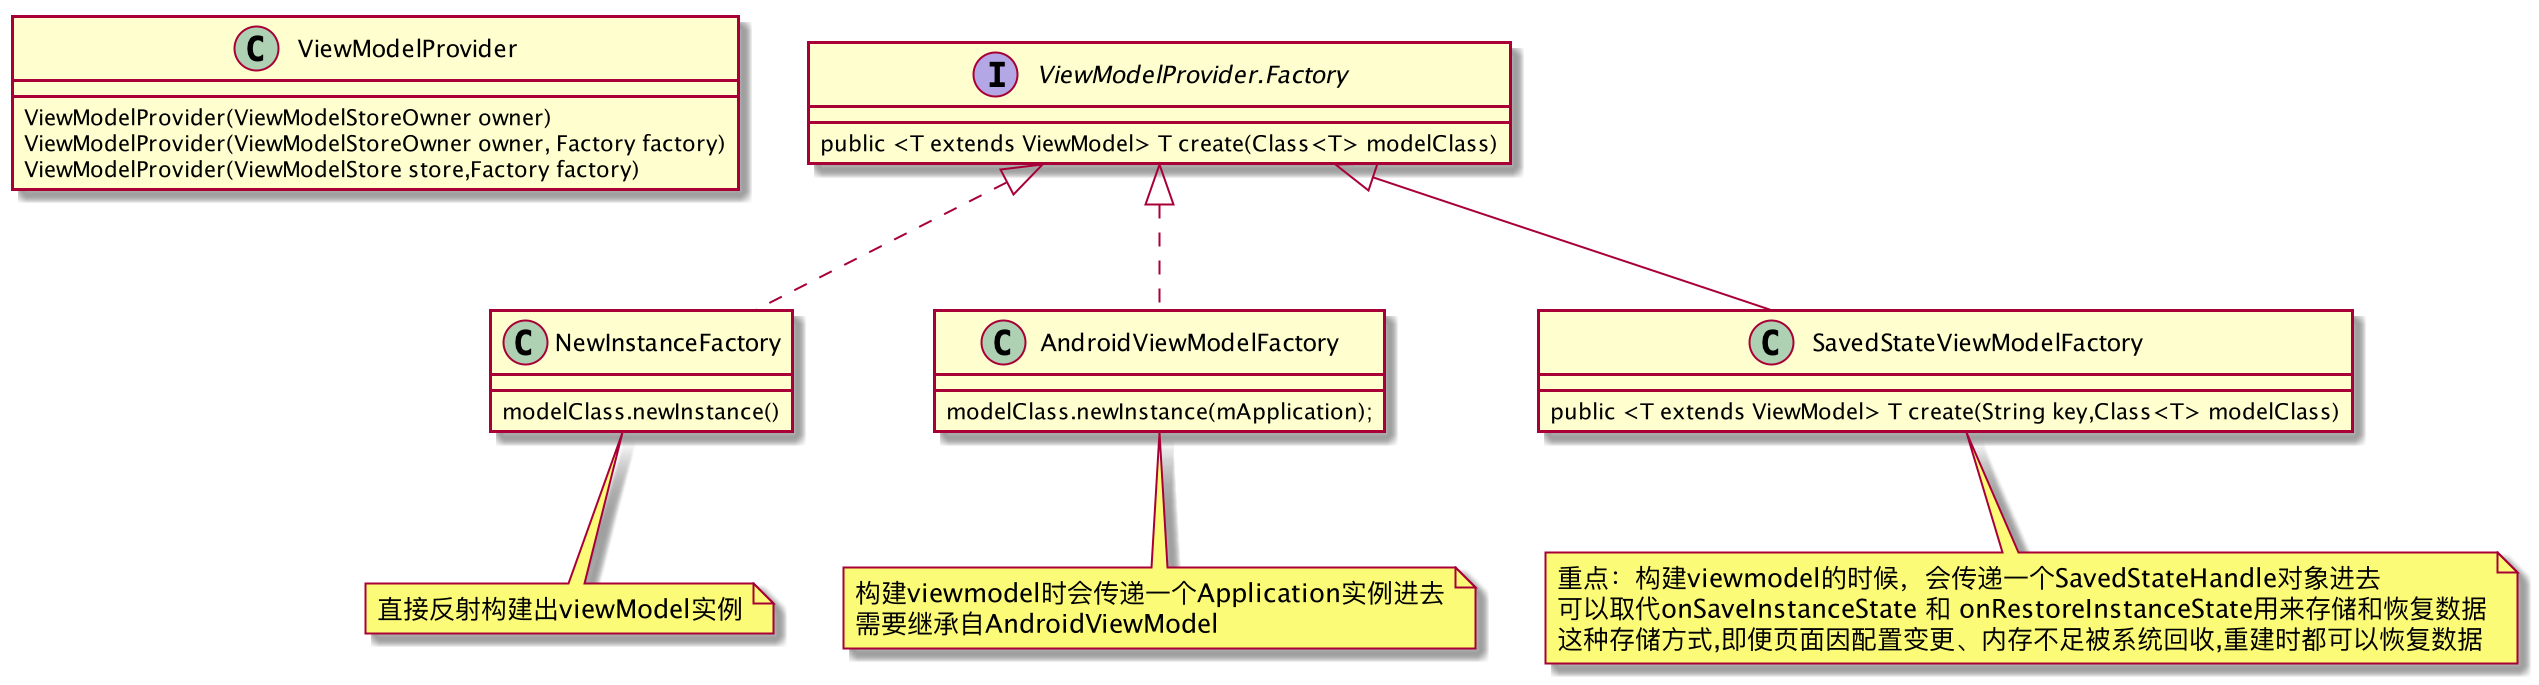 C ViewModelProvider
ViewModelProvider(ViewModelStoreOwner owner)
ViewModelProvider(ViewModelStoreOwner owner, Factory factory)
ViewModelProvider(ViewModelStore store,Factory factory)
I ViewModelProvider.Factory
public <T extends ViewModel> T create(Class<T> modelClass)
C NewInstanceFactory
modelClass.newInstance()
C AndroidViewModelFactory
modelClass.newInstance(mApplication);
C SavedStateViewModelFactory
public <T extends ViewModel> T create(String key,Class<T> modelClass)
直接反射构建出viewModel实例
构建viewmodel时会传递一个Application实例进去
需要继承自AndroidViewModel
重点：构建viewmodel的时候，会传递一个SavedStateHandle对象进去
可以取代onSaveInstanceState 和 onRestoreInstanceState用来存储和恢复数据
这种存储方式,即便页面因配置变更、内存不足被系统回收,重建时都可以恢复数据